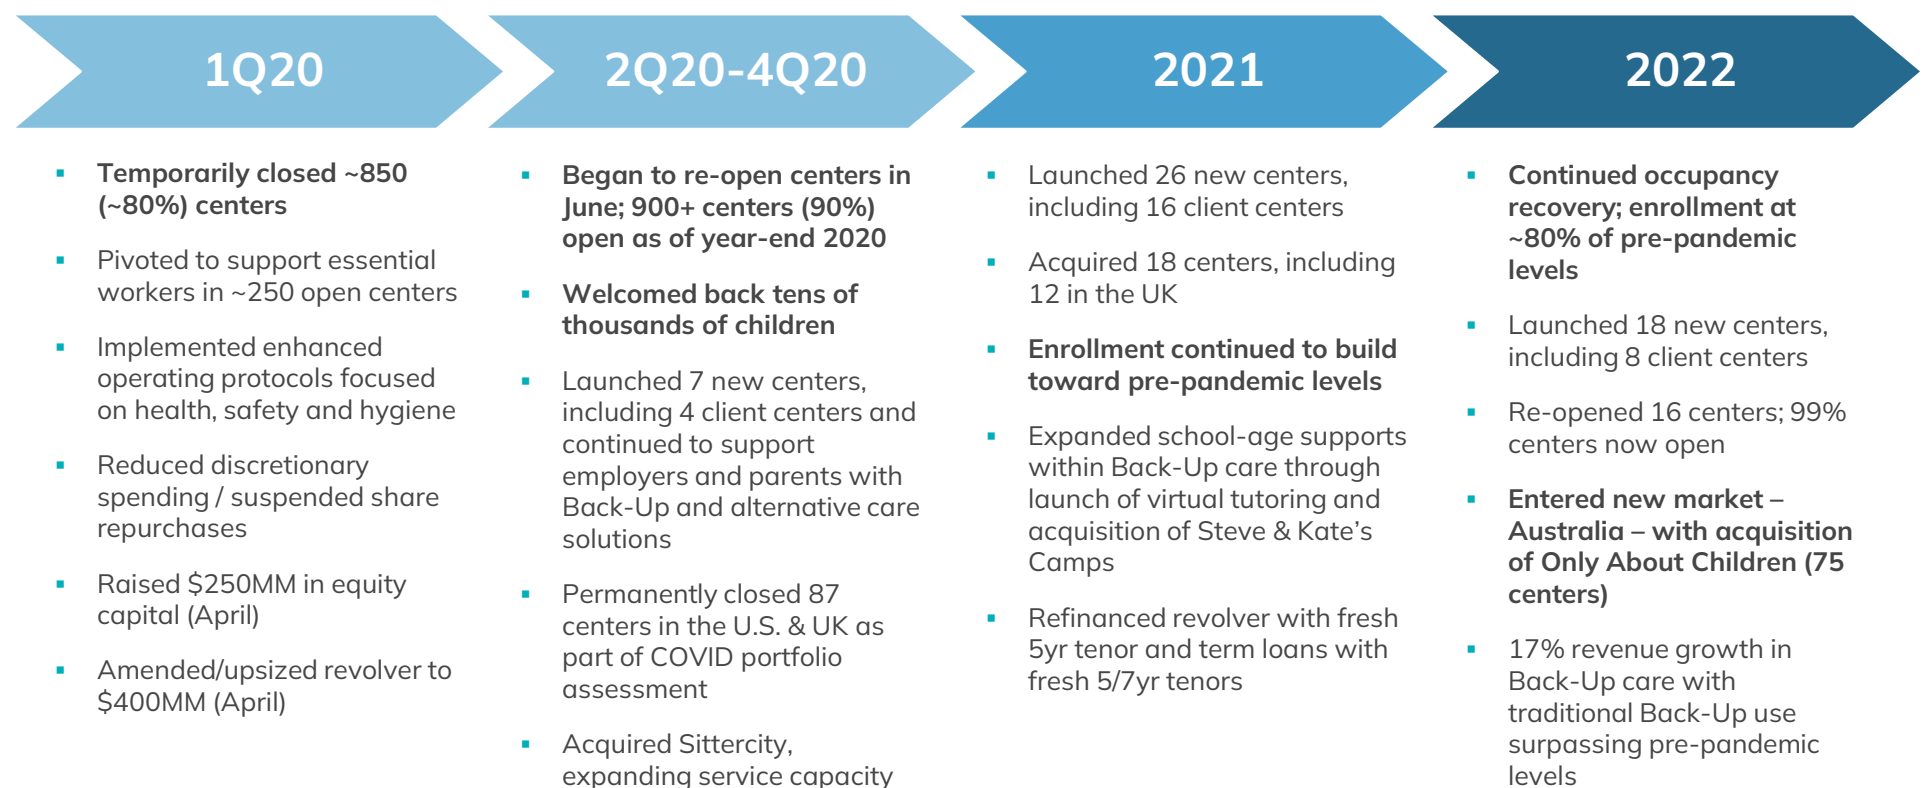 1Q20
Temporarily closed ~850
(~80%) centers
Pivoted to support essential
workers in ~250 open centers
Implemented enhanced
operating protocols focused
on health, safety and hygiene
Reduced discretionary
spending / suspended share
repurchases
Raised $250MM in equity
capital (April)
Amended/upsized revolver to
$400MM (April)
2Q20-4Q20
Began to re-open centers in
June; 900+ centers (90%)
open as of year-end 2020
Welcomed back tens of
thousands of children
Launched 7 new centers,
including 4 client centers and
continued to support
employers and parents with
Back-Up and alternative care
solutions
Permanently closed 87
centers in the U.S. & UK as
part of COVID portfolio
assessment
Acquired Sittercity,
expanding service capacity
2021
Launched 26 new centers,
including 16 client centers
Acquired 18 centers, including
12 in the UK
Enrollment continued to build
toward pre-pandemic levels
Expanded school-age supports
within Back-Up care through
launch of virtual tutoring and
acquisition of Steve & Kate’s
Camps
Refinanced revolver with fresh
5yr tenor and term loans with
fresh 5/7yr tenors
2022
Continued occupancy
recovery; enrollment at
~80% of pre-pandemic
levels
Launched 18 new centers,
including 8 client centers
Re-opened 16 centers; 99%
centers now open
Entered new market –
Australia – with acquisition
of Only About Children (75
centers)
17% revenue growth in
Back-Up care with
traditional Back-Up use
surpassing pre-pandemic
levels